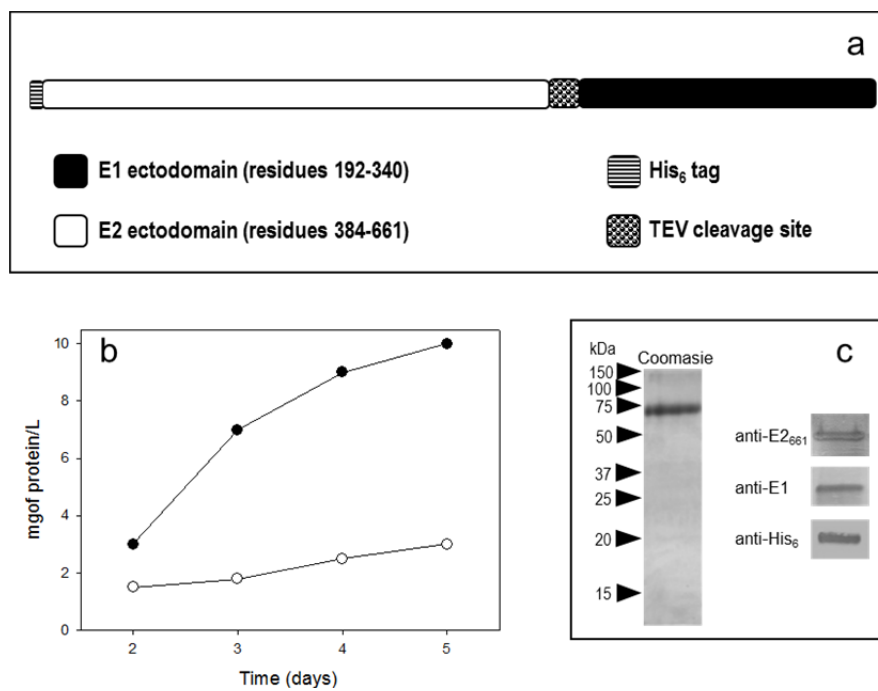 a
E1 ectodomain (residues 192-340)
His6 tag
E2 ectodomain (residues 384-661)
TEV cleavage site
b
10
8
6
4
2
0
mgof protein/L
2 3 4 5
Time (days)
c
kDa
Coomasie
150
100
75
50
37
25
20
15
anti-E2661
anti-E1
anti-His6